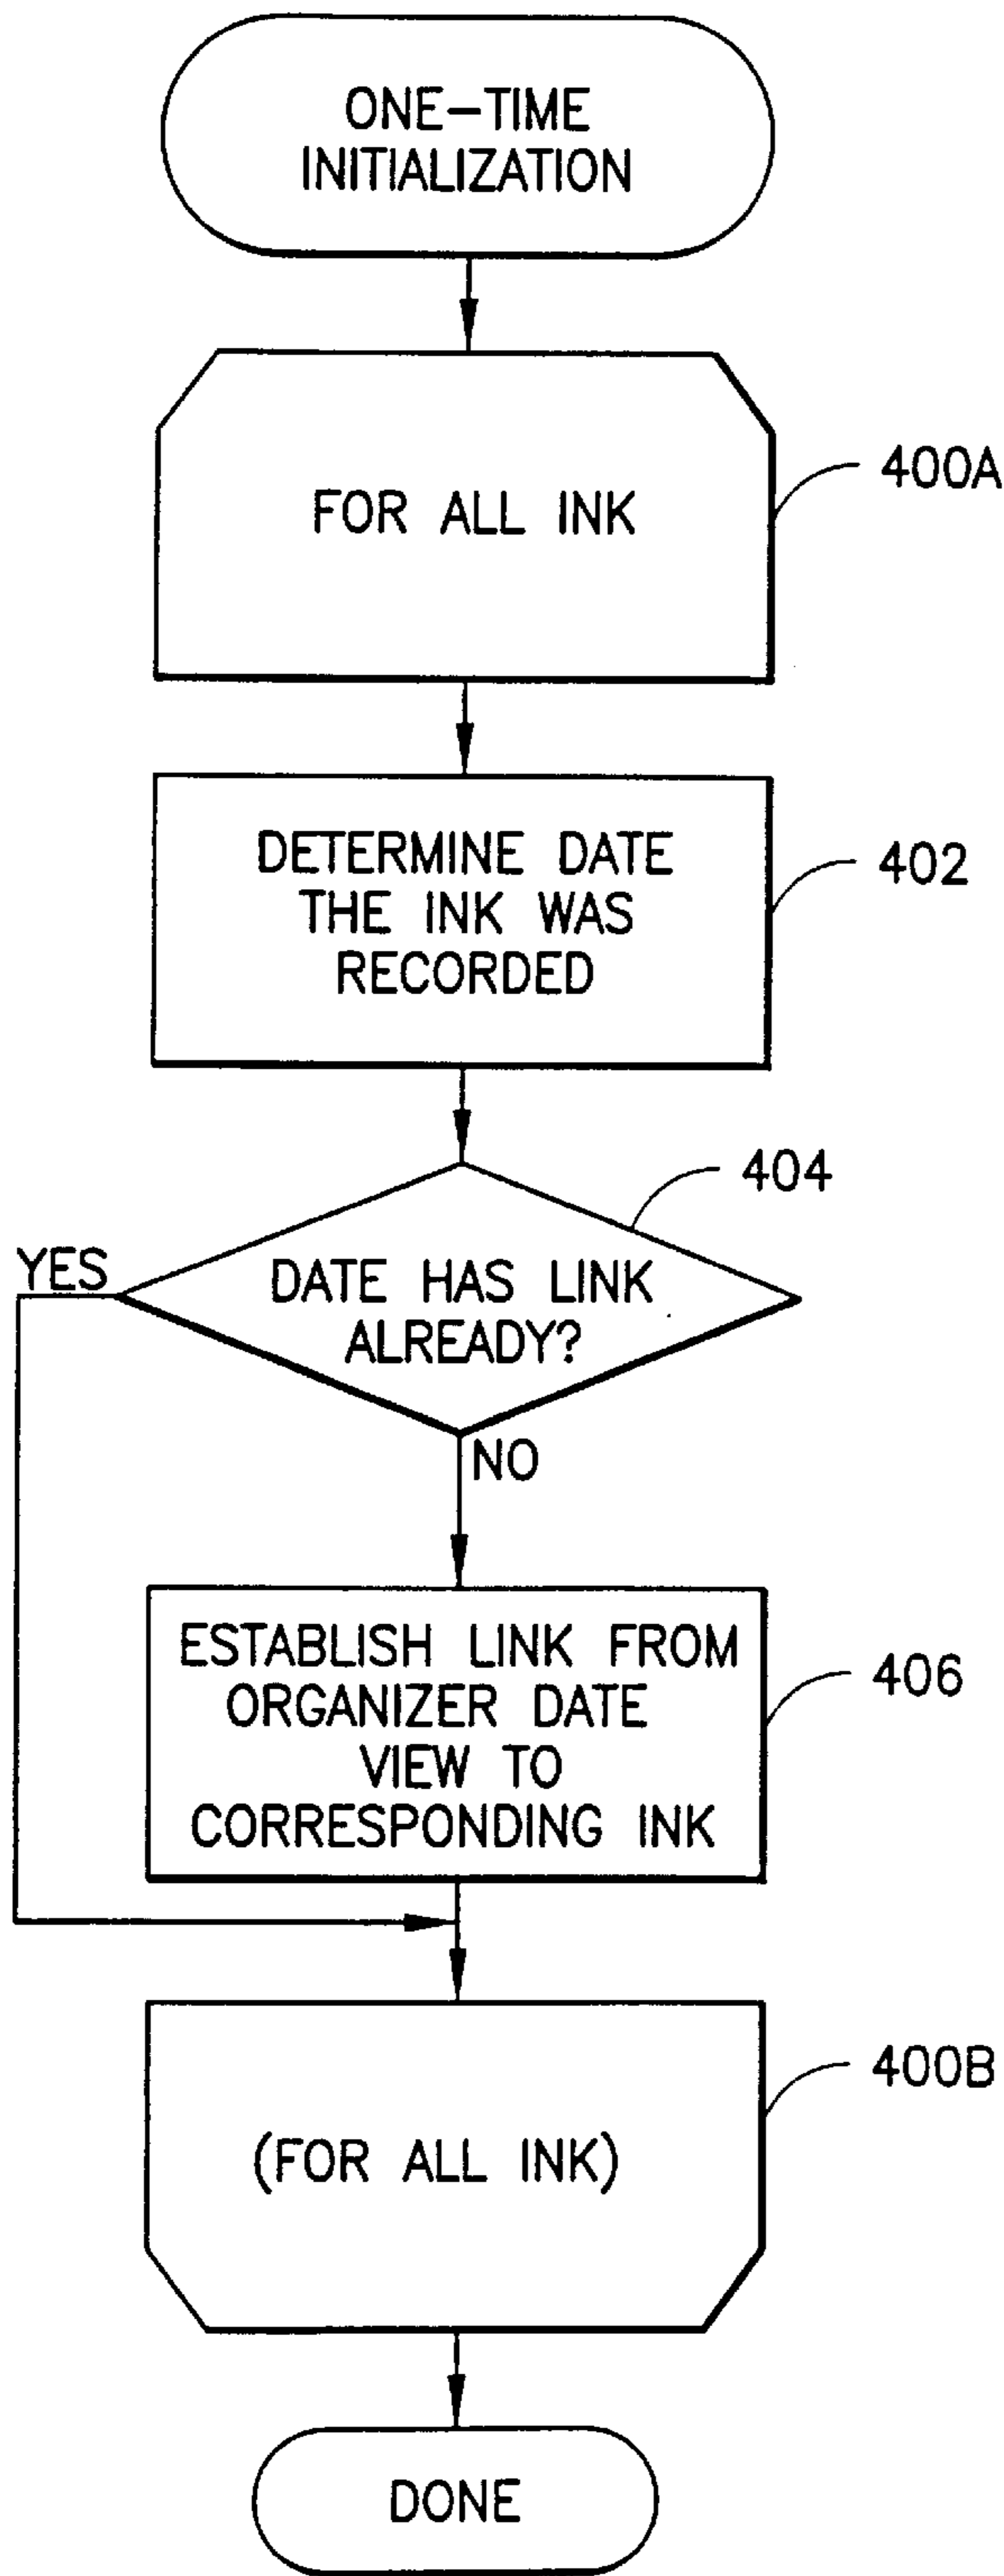 ONE-TIME
INITIALIZATION
FOR ALL INK
400A
DETERMINE DATE
THE INK WAS
RECORDED
402
404
YES
DATE HAS LINK
ALREADY?
NO
ESTABLISH LINK FROM
ORGANIZER DATE
VIEW TO
CORRESPONDING INK
406
(FOR ALL INK)
400B
DONE